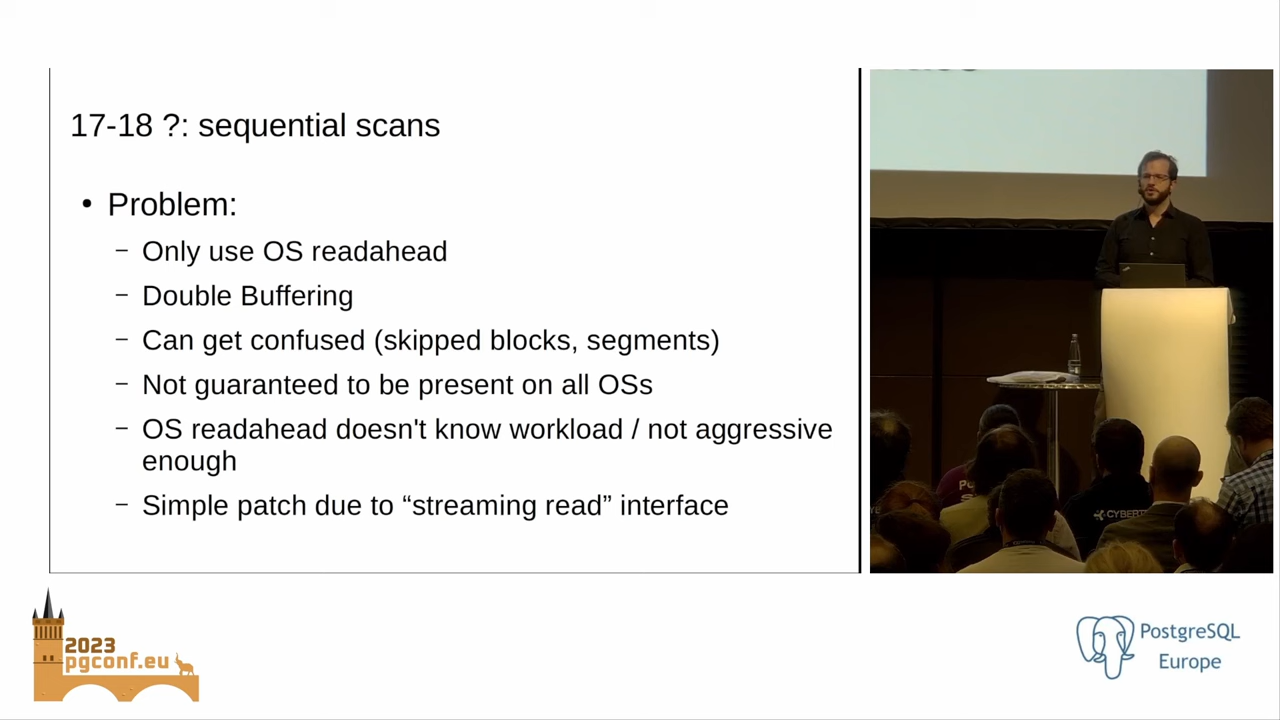 17-18 ?: sequential scans
• Problem:
– Only use OS readahead
– Double Buffering
– Can get confused (skipped blocks, segments)
– Not guaranteed to be present on all OSs
– OS readahead doesn't know workload / not aggressive
enough
– Simple patch due to “streaming read” interface
2023
pgconf.eu
PostgreSQL
Europe